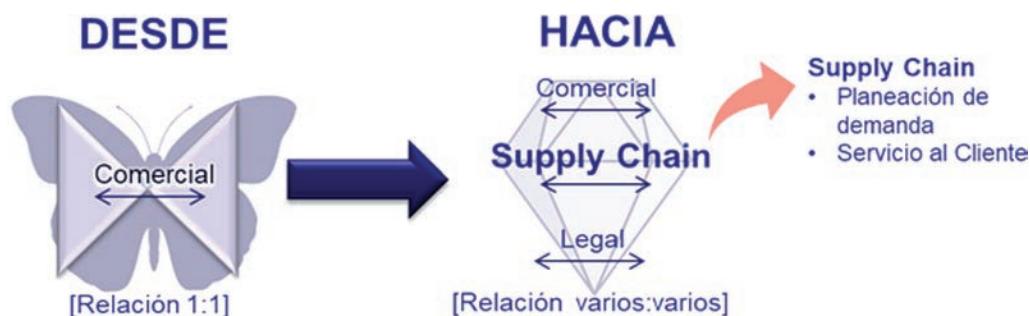 DESDE
Comercial
[Relación 1:1]
HACIA
Comercial
Supply Chain
Legal
[Relación varios:varios]
Supply Chain
• Planeación de
demanda
• Servicio al Cliente